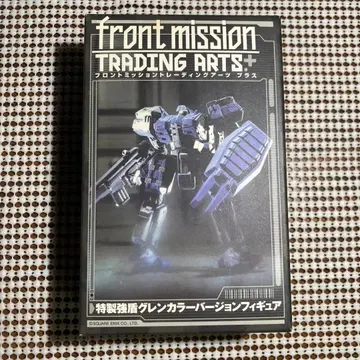 front mission
TRADING ARTS+
フロントミッショントレーディングアーツ プラス
特製強盾グレンカラーバージョンフィギュア
©SQUARE ENIX CO., LTD.